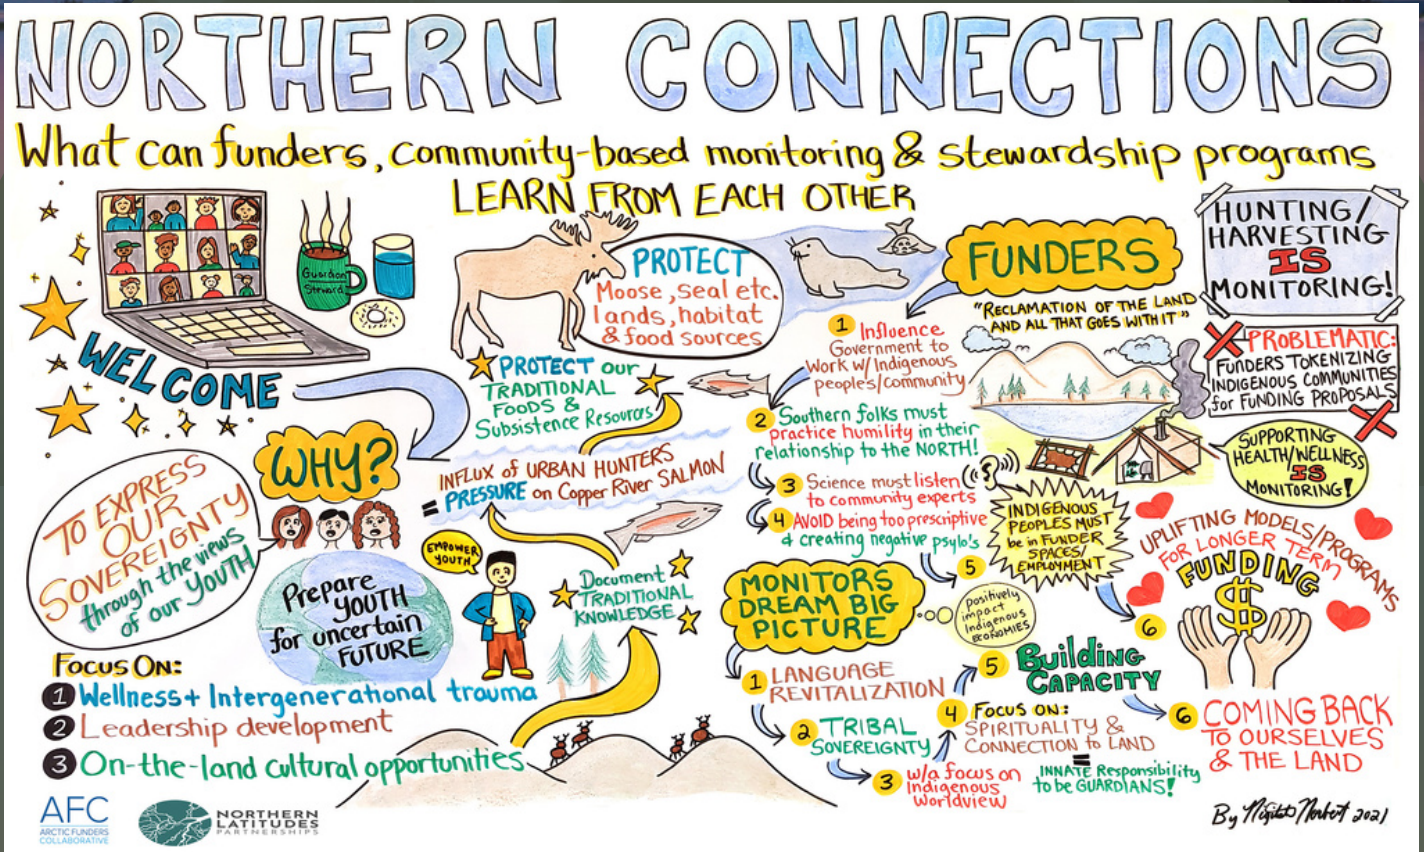 NORTHERN CONNECTIONS
What can funders, community-based monitoring & stewardship programs
LEARN FROM EACH OTHER
Guardian
Steward
WELCOME
WHY?
TO EXPRESS
OUR
SOVEREIGNTY
through the views
of our YOUTH
Prepare
YOUTH
for uncertain
FUTURE
EMPOWER
YOUTH
FOCUS ON:
1 Wellness + Intergenerational trauma
2 Leadership development
3 On-the-land cultural opportunities
Document
TRADITIONAL
KNOWLEDGE
INFLUX of URBAN HUNTERS
= PRESSURE on Copper River SALMON
PROTECT our
TRADITIONAL
FOODS &
Subsistence Resources
PROTECT
Moose, seal etc.
lands, habitat
& food sources
FUNDERS
1 Influence
Government to
Work w/ Indigenous
peoples/community
2 Southern folks must
practice humility in their
relationship to the NORTH!
3 Science must listen
to community experts
4 AVOID being too prescriptive
& creating negative psylo's
5
INDIGENOUS
PEOPLES MUST
be in FUNDER
SPACES/
EMPLOYMENT
6
UPLIFTING MODELS/PROGRAMS
FOR LONGER TERM
FUNDING
$
"RECLAMATION OF THE LAND
AND ALL THAT GOES WITH IT"
HUNTING/
HARVESTING
IS
MONITORING!
PROBLEMATIC:
FUNDERS TOKENIZING
INDIGENOUS COMMUNITIES
for FUNDING PROPOSALS
SUPPORTING
HEALTH/WELLNESS
IS
MONITORING!
MONITORS
DREAM BIG
PICTURE
positively
impact
Indigenous
ECONOMIES
1 LANGUAGE
REVITALIZATION
2 TRIBAL
SOVEREIGNTY
3 w/a focus on
Indigenous
worldview
4 FOCUS ON:
SPIRITUALITY &
CONNECTION to LAND
=
INNATE Responsibility
to be GUARDIANS!
5 Building
CAPACITY
6 COMING BACK
TO OURSELVES
& THE LAND
AFC
ARCTIC FUNDERS
COLLABORATIVE
NORTHERN
LATITUDES
PARTNERSHIPS
By Norbert 2021